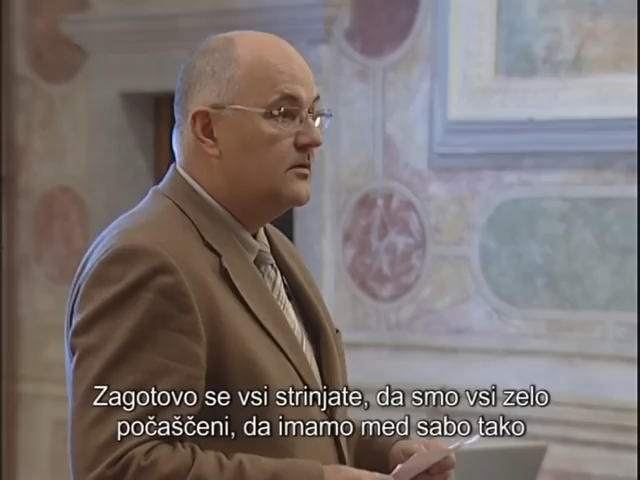 Zagotovo se vsi strinjate, da smo vsi zelo
počaščeni, da imamo med sabo tako